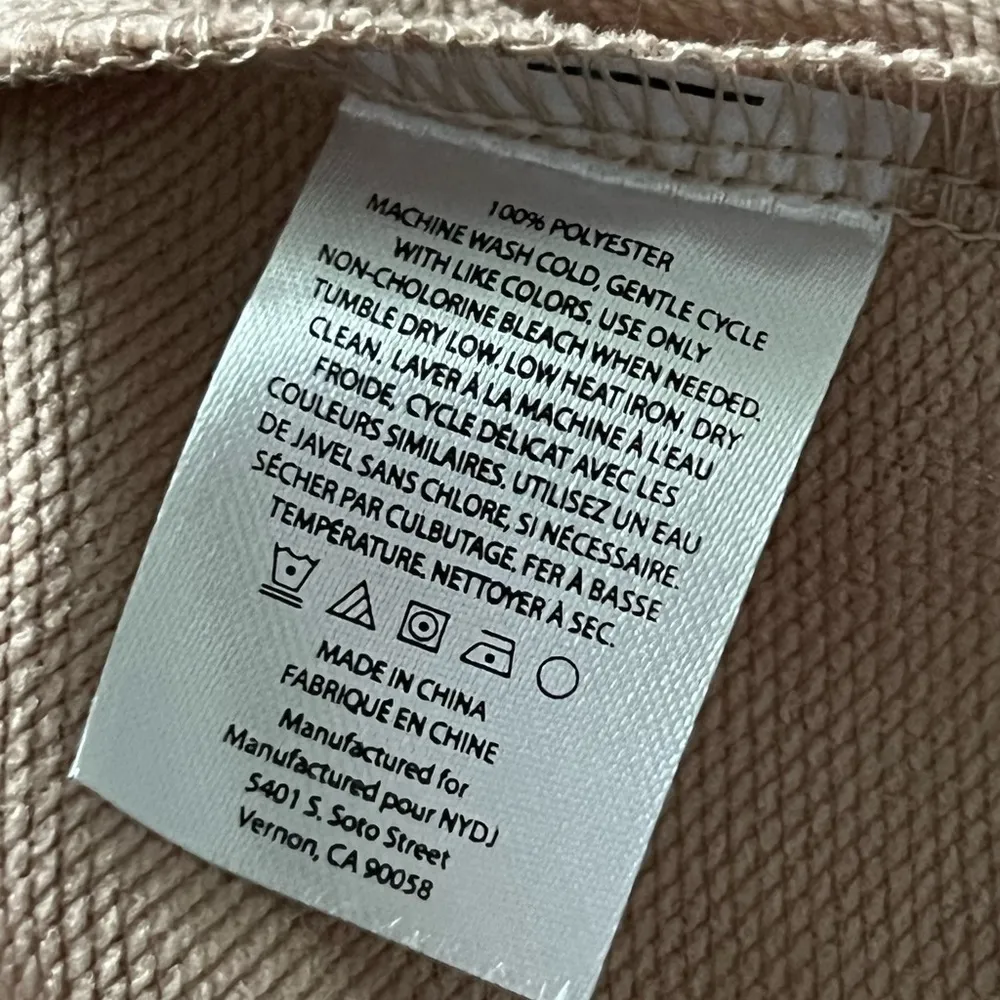 100% POLYESTER
MACHINE WASH COLD, GENTLE CYCLE
WITH LIKE COLORS, USE ONLY
NON-CHOLORINE BLEACH WHEN NEEDED.
TUMBLE DRY LOW. LOW HEAT IRON. DRY
CLEAN. LAVER À LA MACHINE À L'EAU
FROIDE, CYCLE DÉLICAT AVEC LES
COULEURS SIMILAIRES, UTILISEZ UN EAU
DE JAVEL SANS CHLORE, SI NÉCESSAIRE.
SÉCHER PAR CULBUTAGE. FER À BASSE
TEMPÉRATURE. NETTOYER À SEC.
MADE IN CHINA
FABRIQUÉ EN CHINE
Manufactured for
Manufactured pour NYDJ
5401 S. Soto Street
Vernon, CA 90058